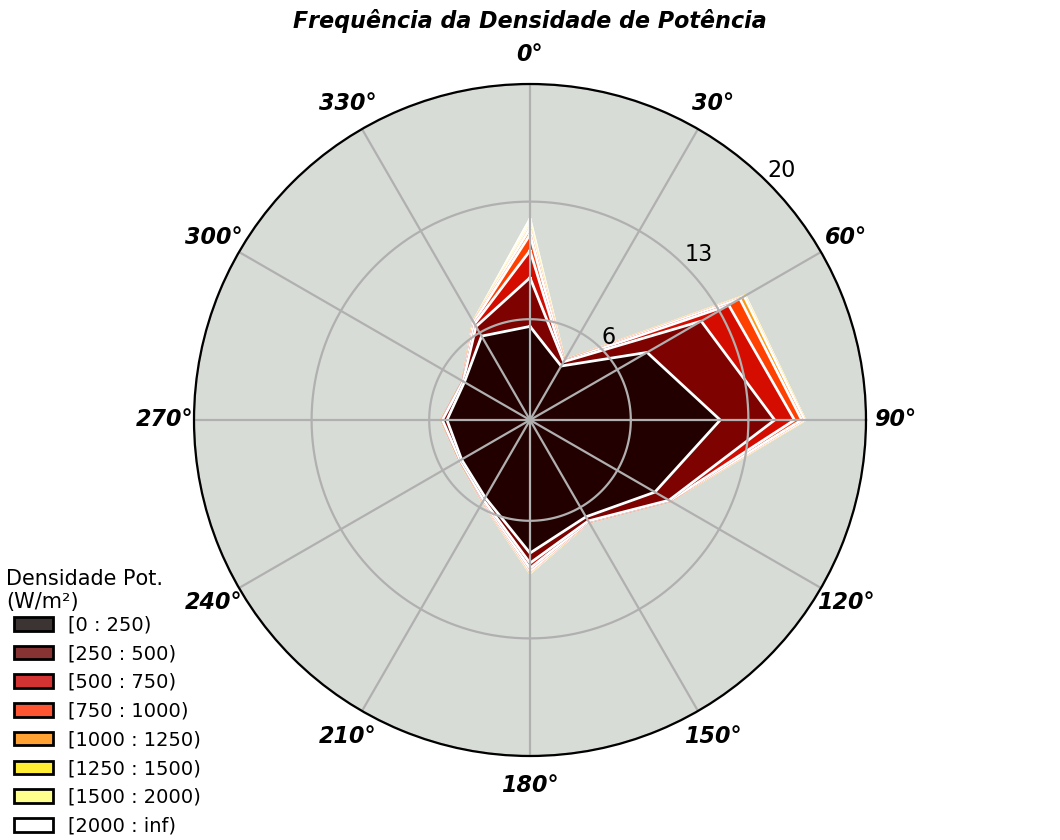 Frequência da Densidade de Potência
0°
330°
30°
20
300°
60°
13
6
270°
90°
240°
120°
210°
150°
180°
Densidade Pot.
(W/m²)
[0 : 250)
[250 : 500)
[500 : 750)
[750 : 1000)
[1000 : 1250)
[1250 : 1500)
[1500 : 2000)
[2000 : inf)